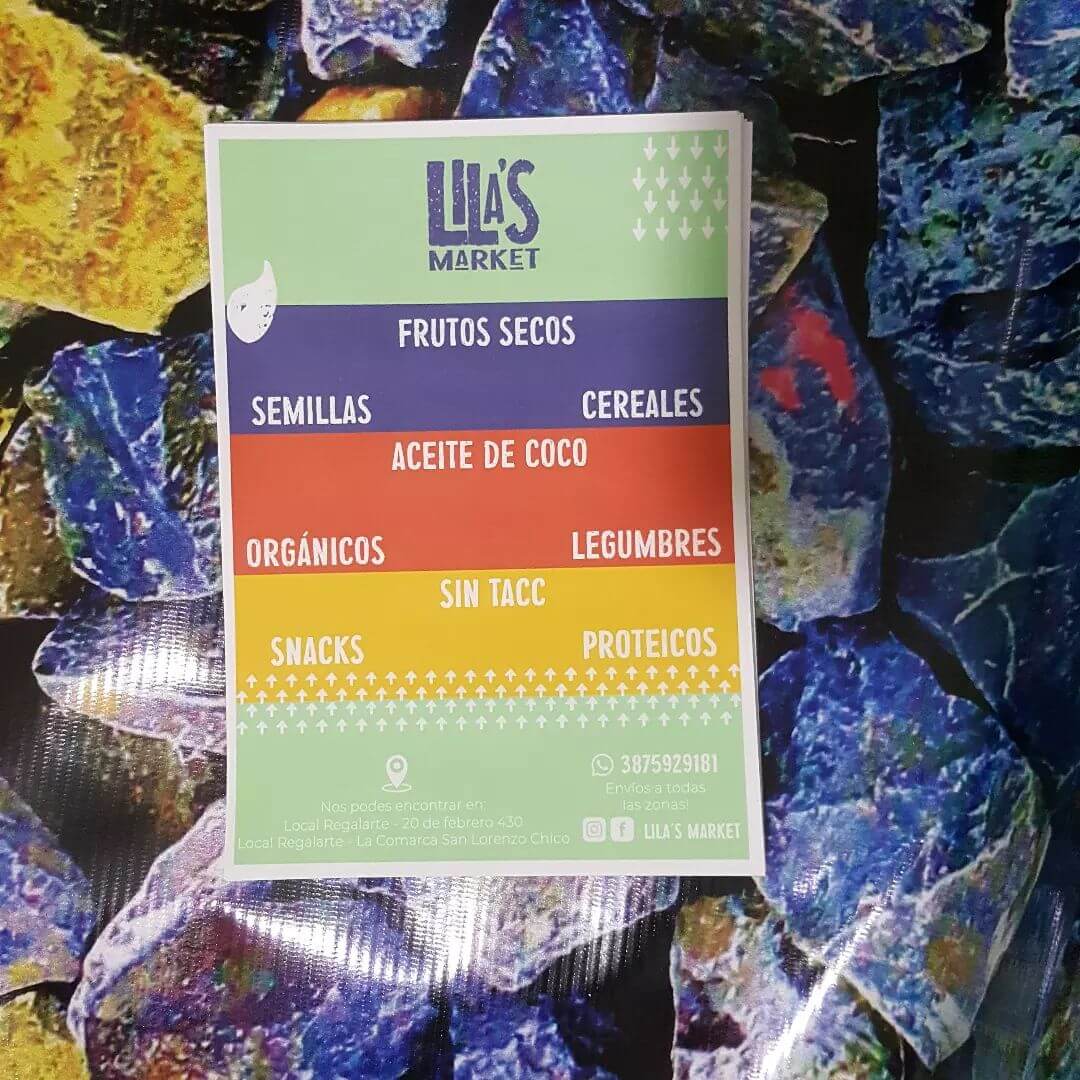 LILA'S
MARKET
FRUTOS SECOS
SEMILLAS
CEREALES
ACEITE DE COCO
ORGÁNICOS
LEGUMBRES
SIN TACC
SNACKS
PROTEICOS
Nos podes encontrar en:
Local Regalarte - 20 de febrero 430
Local Regalarte - La Comarca San Lorenzo Chico
3875929181
Envíos a todas
las zonas!
LILA'S MARKET